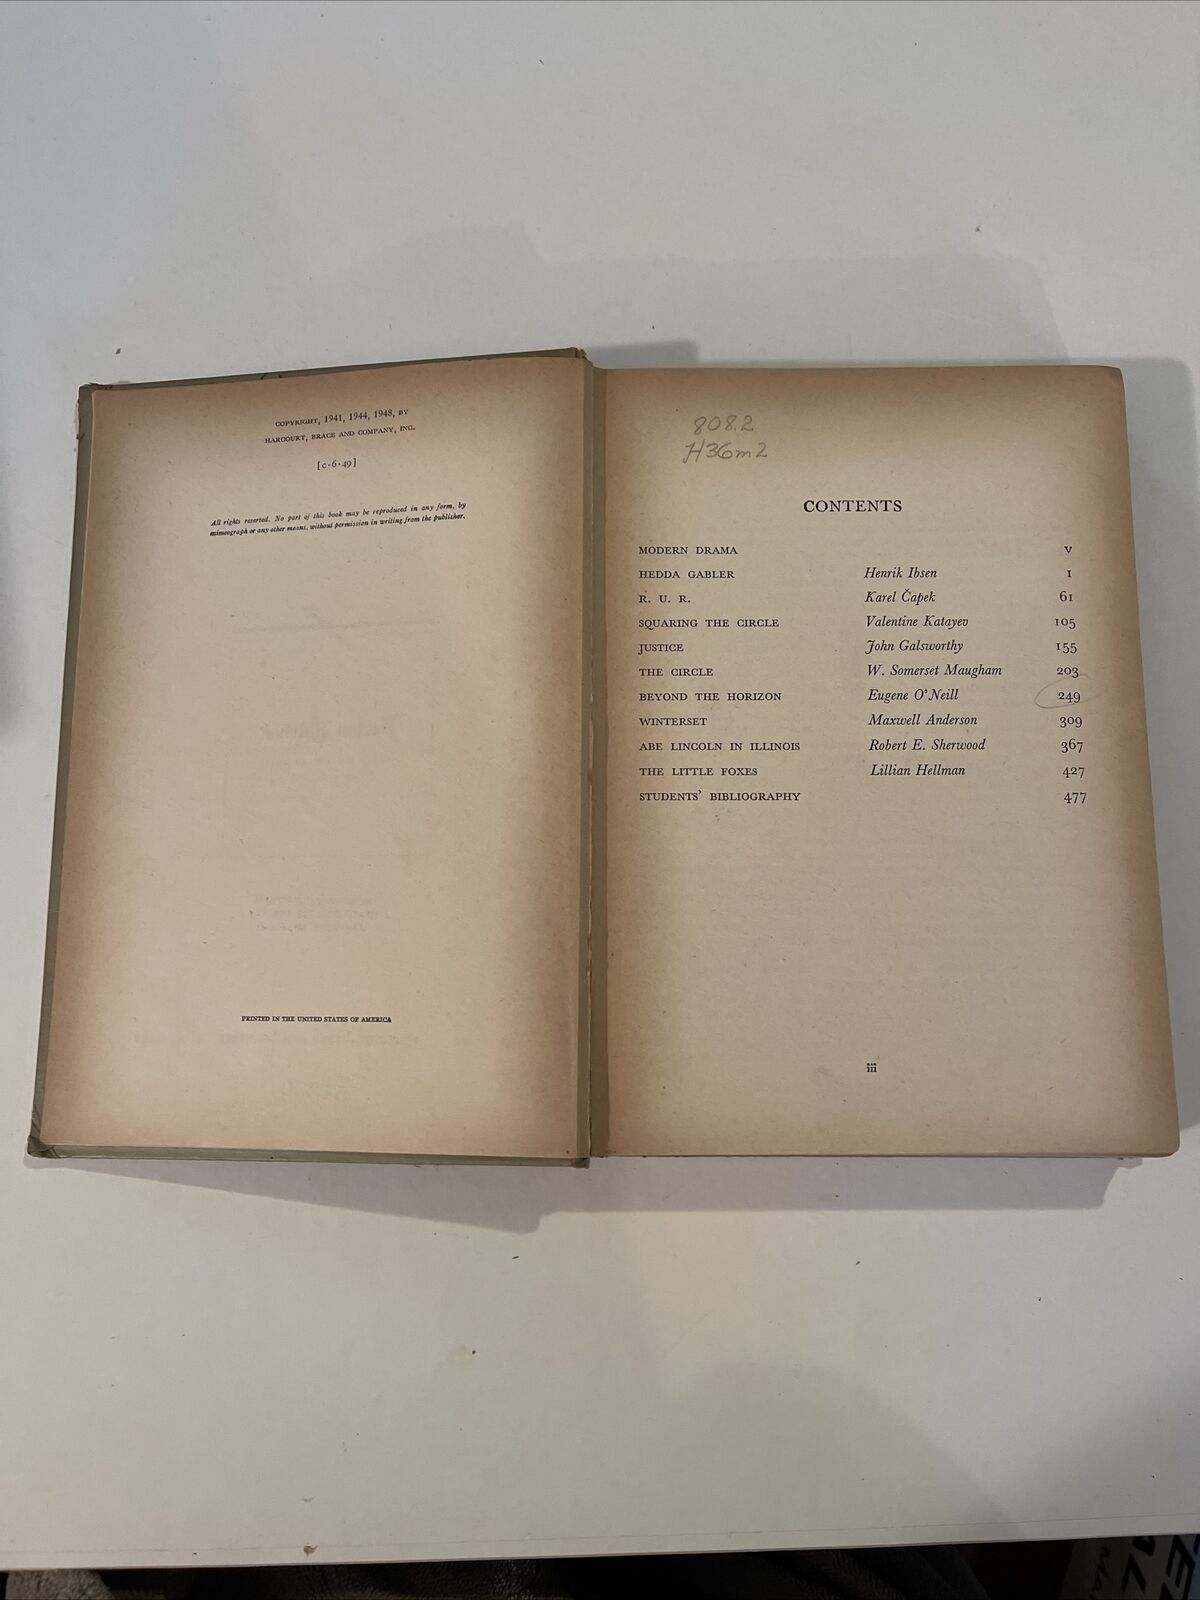 COPYRIGHT, 1941, 1944, 1948, BY
HARCOURT, BRACE AND COMPANY, INC.
[c·6·49]
All rights reserved. No part of this book may be reproduced in any form, by
mimeograph or any other means, without permission in writing from the publisher.
PRINTED IN THE UNITED STATES OF AMERICA
808.2
H36m2
CONTENTS
MODERN DRAMA v
HEDDA GABLER Henrik Ibsen 1
R. U. R. Karel Čapek 61
SQUARING THE CIRCLE Valentine Katayev 105
JUSTICE John Galsworthy 155
THE CIRCLE W. Somerset Maugham 203
BEYOND THE HORIZON Eugene O'Neill 249
WINTERSET Maxwell Anderson 309
ABE LINCOLN IN ILLINOIS Robert E. Sherwood 367
THE LITTLE FOXES Lillian Hellman 427
STUDENTS' BIBLIOGRAPHY 477
iii